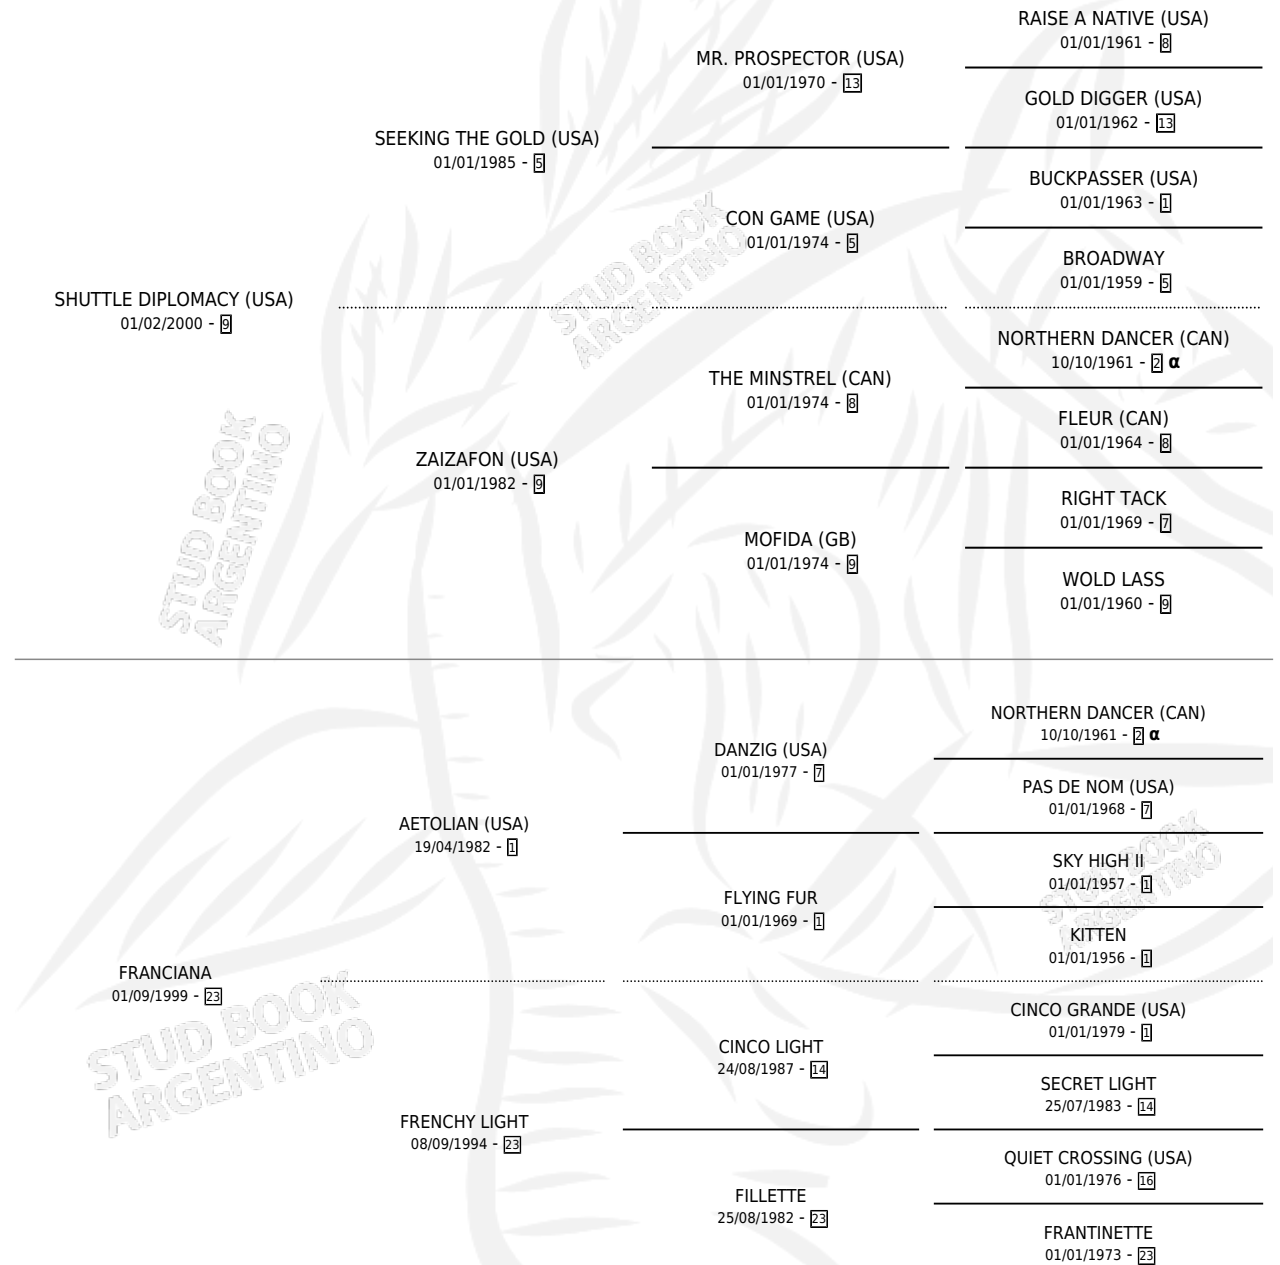 RAISE A NATIVE (USA)
01/01/1961 - 8
MR. PROSPECTOR (USA)
01/01/1970 - 13
GOLD DIGGER (USA)
01/01/1962 - 13
SEEKING THE GOLD (USA)
01/01/1985 - 5
BUCKPASSER (USA)
01/01/1963 - 1
CON GAME (USA)
01/01/1974 - 5
BROADWAY
01/01/1959 - 5
SHUTTLE DIPLOMACY (USA)
01/02/2000 - 9
NORTHERN DANCER (CAN)
10/10/1961 - 2 α
THE MINSTREL (CAN)
01/01/1974 - 8
FLEUR (CAN)
01/01/1964 - 8
ZAIZAFON (USA)
01/01/1982 - 9
RIGHT TACK
01/01/1969 - 7
MOFIDA (GB)
01/01/1974 - 9
WOLD LASS
01/01/1960 - 9
NORTHERN DANCER (CAN)
10/10/1961 - 2 α
DANZIG (USA)
01/01/1977 - 7
PAS DE NOM (USA)
01/01/1968 - 7
AETOLIAN (USA)
19/04/1982 - 1
SKY HIGH II
01/01/1957 - 1
FLYING FUR
01/01/1969 - 1
KITTEN
01/01/1956 - 1
FRANCIANA
01/09/1999 - 23
CINCO GRANDE (USA)
01/01/1979 - 1
CINCO LIGHT
24/08/1987 - 14
SECRET LIGHT
25/07/1983 - 14
FRENCHY LIGHT
08/09/1994 - 23
QUIET CROSSING (USA)
01/01/1976 - 16
FILLETTE
25/08/1982 - 23
FRANTINETTE
01/01/1973 - 23
STUD BOOK
ARGENTINO
STUD BOOK
ARGENTINO
STUD BOOK
ARGENTINO
STUD BOOK
ARGENTINO